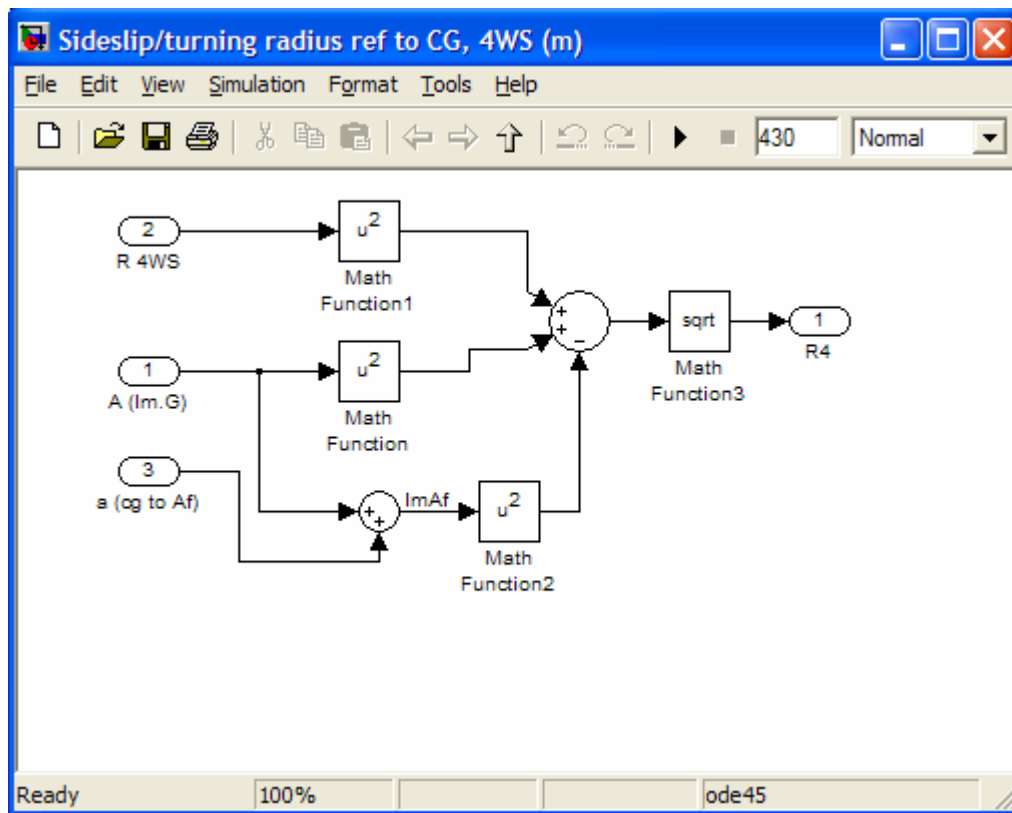 Sideslip/turning radius ref to CG, 4WS (m)
File Edit View Simulation Format Tools Help
430 Normal
2
R 4WS
u2
Math
Function1
1
A (Im.G)
u2
Math
Function
3
a (cg to Af)
+
+
ImAf
u2
Math
Function2
+
+
−
sqrt
Math
Function3
1
R4
Ready 100% ode45